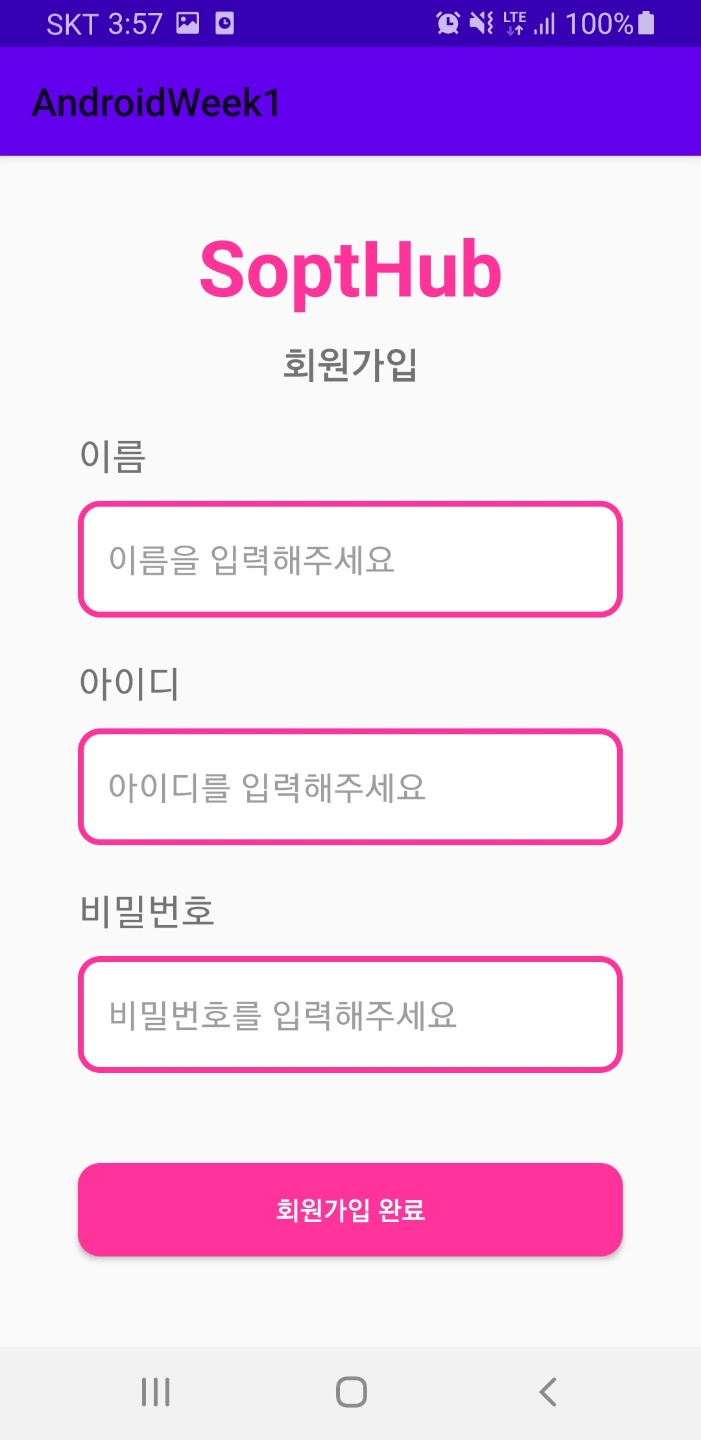 SKT 3:57 LTE 100%
AndroidWeek1
SoptHub
회원가입
이름
이름을 입력해주세요
아이디
아이디를 입력해주세요
비밀번호
비밀번호를 입력해주세요
회원가입 완료